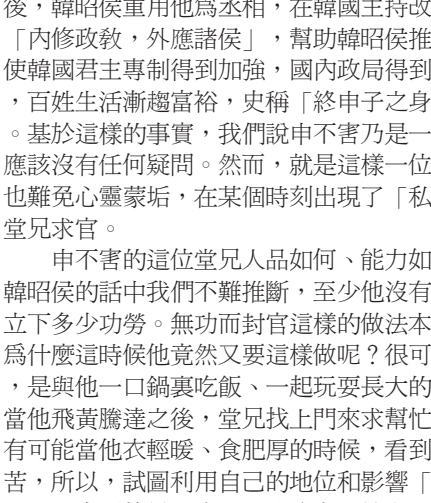 後，韓昭侯重用他爲丞相，在韓國主持改
「內修政教，外應諸侯」，幫助韓昭侯推
使韓國君主專制得到加強，國內政局得到
，百姓生活漸趨富裕，史稱「終申子之身
。基於這樣的事實，我們說申不害乃是一
應該沒有任何疑問。然而，就是這樣一位
也難免心靈蒙垢，在某個時刻出現了「私
堂兄求官。
申不害的這位堂兄人品如何、能力如
韓昭侯的話中我們不難推斷，至少他沒有
立下多少功勞。無功而封官這樣的做法本
爲什麼這時候他竟然又要這樣做呢？很可
，是與他一口鍋裏吃飯、一起玩耍長大的
當他飛黃騰達之後，堂兄找上門來求幫忙
有可能當他衣輕暖、食肥厚的時候，看到
苦，所以，試圖利用自己的地位和影響「